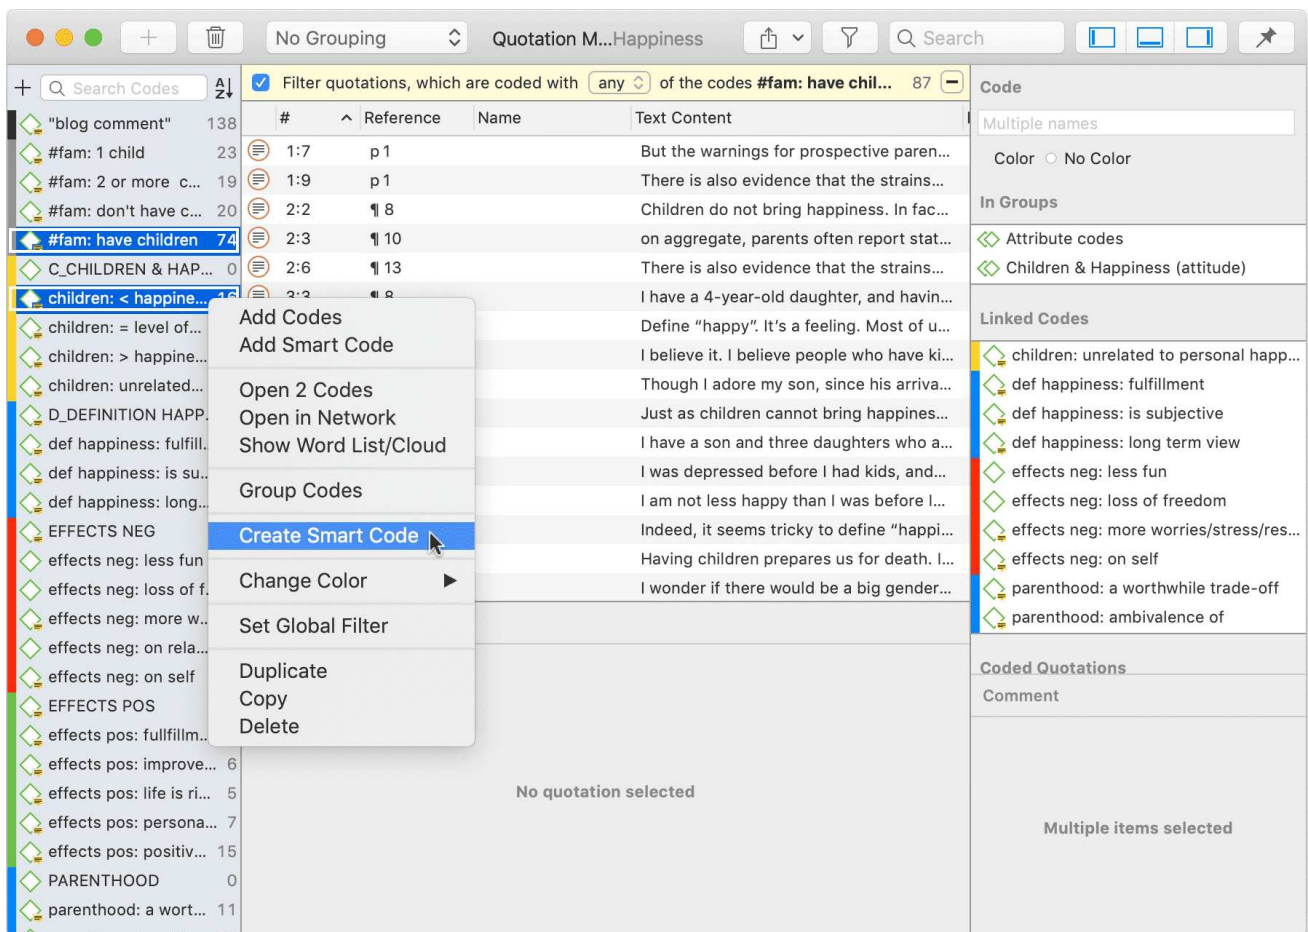 No Grouping
Quotation M...Happiness
Search
Search Codes
A
Z
"blog comment" 138
#fam: 1 child 23
#fam: 2 or more c... 19
#fam: don't have c... 20
#fam: have children 74
C_CHILDREN & HAP... 0
children: < happine... 16
children: = level of...
children: > happine...
children: unrelated...
D_DEFINITION HAPP.
def happiness: fulfill.
def happiness: is su..
def happiness: long...
EFFECTS NEG
effects neg: less fun
effects neg: loss of f.
effects neg: more w..
effects neg: on rela...
effects neg: on self
EFFECTS POS
effects pos: fullfillm..
effects pos: improve... 6
effects pos: life is ri... 5
effects pos: persona... 7
effects pos: positiv... 15
PARENTHOOD 0
parenthood: a wort... 11
Filter quotations, which are coded with any of the codes #fam: have chil... 87
# Reference Name Text Content
1:7 p 1 But the warnings for prospective paren...
1:9 p 1 There is also evidence that the strains...
2:2 ¶ 8 Children do not bring happiness. In fac...
2:3 ¶ 10 on aggregate, parents often report stat...
2:6 ¶ 13 There is also evidence that the strains...
3:3 ¶ 8 I have a 4-year-old daughter, and havin...
Define “happy”. It’s a feeling. Most of u...
I believe it. I believe people who have ki...
Though I adore my son, since his arriva...
Just as children cannot bring happines...
I have a son and three daughters who a...
I was depressed before I had kids, and...
I am not less happy than I was before I...
Indeed, it seems tricky to define “happi...
Having children prepares us for death. I...
I wonder if there would be a big gender...
Add Codes
Add Smart Code
Open 2 Codes
Open in Network
Show Word List/Cloud
Group Codes
Create Smart Code
Change Color
Set Global Filter
Duplicate
Copy
Delete
No quotation selected
Code
Multiple names
Color No Color
In Groups
Attribute codes
Children & Happiness (attitude)
Linked Codes
children: unrelated to personal happ...
def happiness: fulfillment
def happiness: is subjective
def happiness: long term view
effects neg: less fun
effects neg: loss of freedom
effects neg: more worries/stress/res...
effects neg: on self
parenthood: a worthwhile trade-off
parenthood: ambivalence of
Coded Quotations
Comment
Multiple items selected